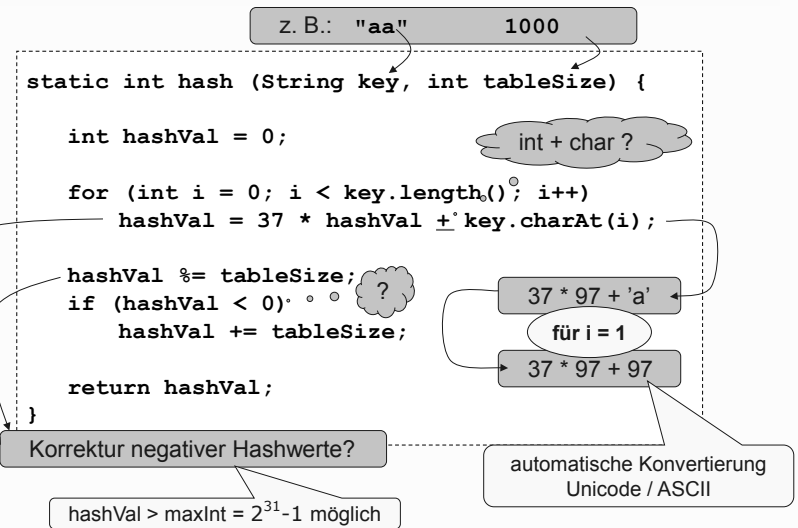 z. B.: "aa" 1000
static int hash (String key, int tableSize) {
int hashVal = 0;
int + char ?
for (int i = 0; i < key.length(); i++)
hashVal = 37 * hashVal + key.charAt(i);
hashVal %= tableSize;
?
if (hashVal < 0)
hashVal += tableSize;
37 * 97 + 'a’
für i = 1
37 * 97 + 97
return hashVal;
}
Korrektur negativer Hashwerte?
automatische Konvertierung
Unicode / ASCII
hashVal > maxInt = 2³¹-1 möglich